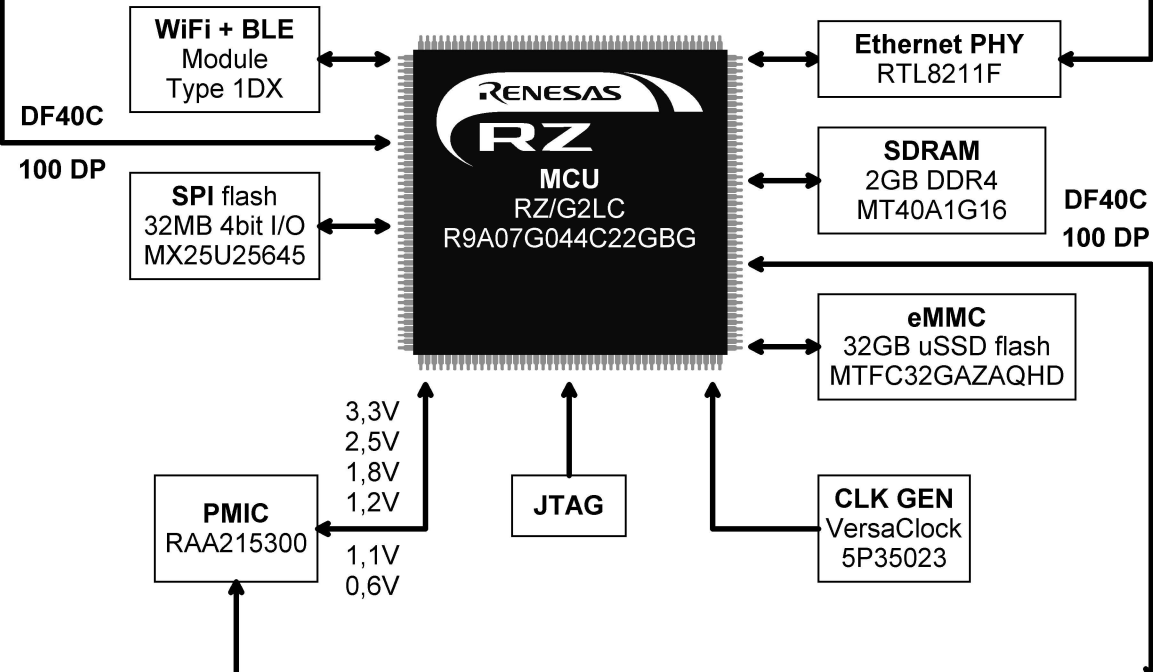 WiFi + BLE
Module
Type 1DX
DF40C
100 DP
SPI flash
32MB 4bit I/O
MX25U25645
RENESAS
RZ
MCU
RZ/G2LC
R9A07G044C22GBG
Ethernet PHY
RTL8211F
SDRAM
2GB DDR4
MT40A1G16
DF40C
100 DP
eMMC
32GB uSSD flash
MTFC32GAZAQHD
3,3V
2,5V
1,8V
1,2V
1,1V
0,6V
PMIC
RAA215300
JTAG
CLK GEN
VersaClock
5P35023